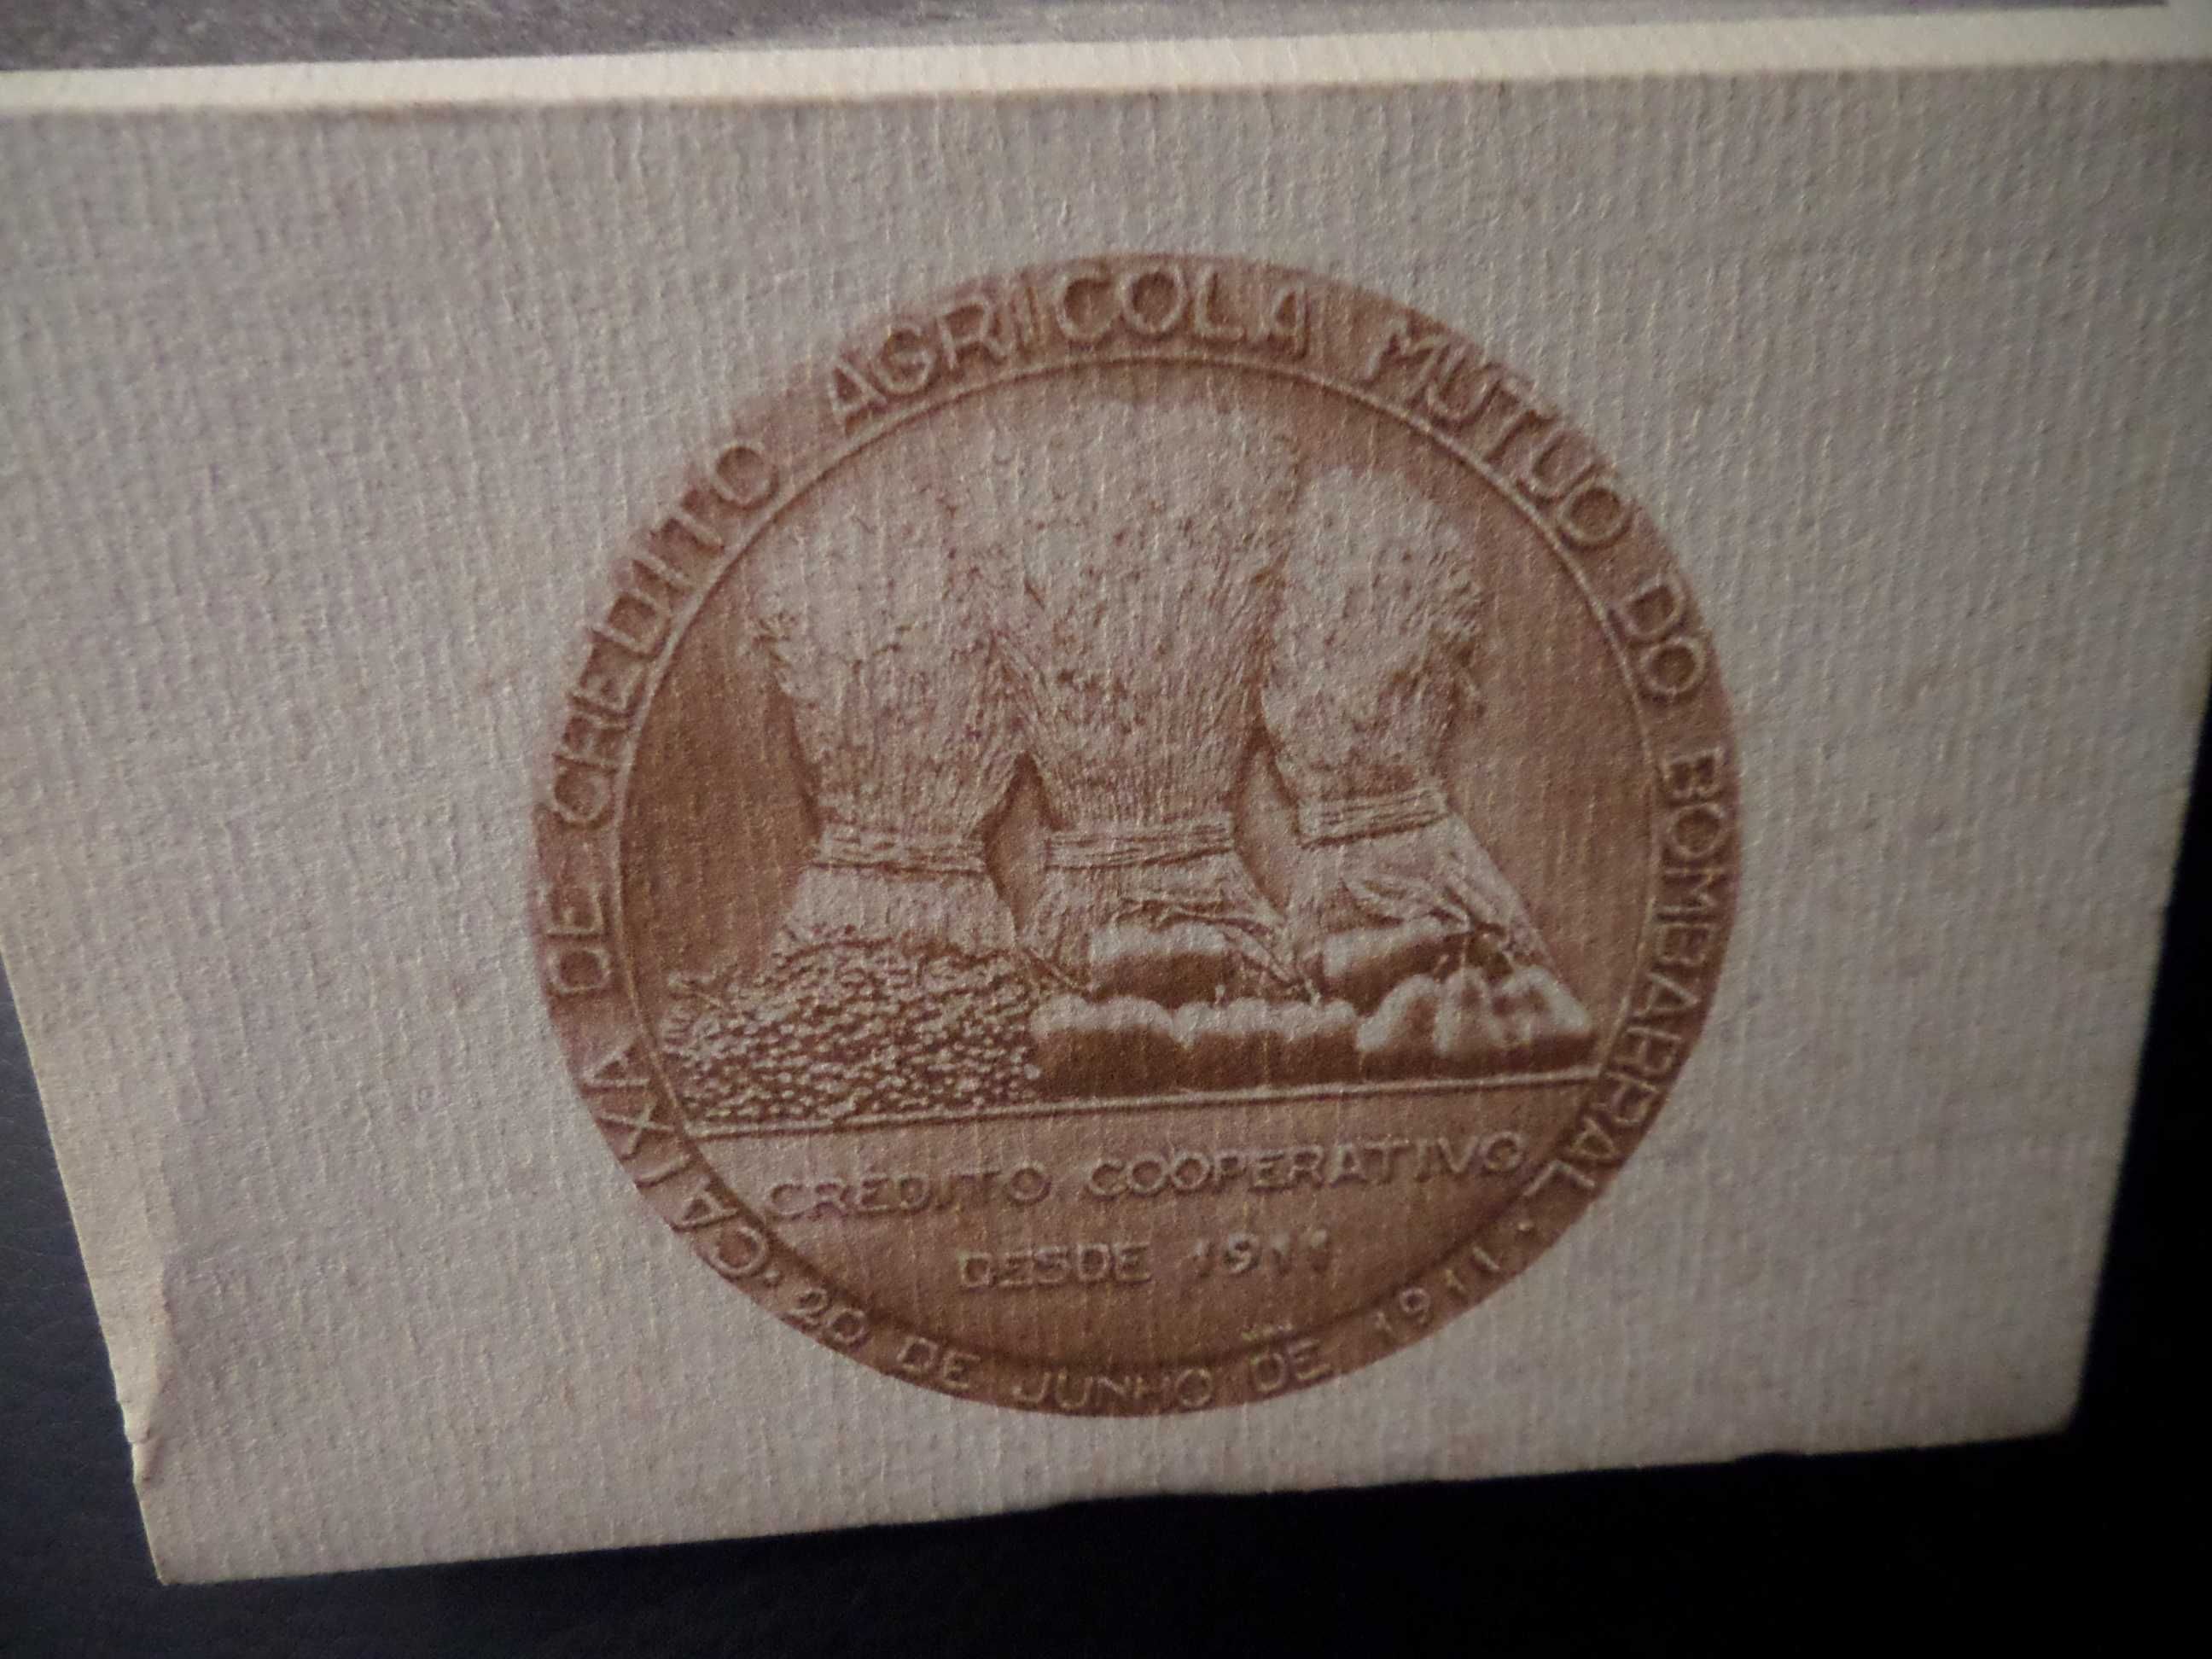 CAIXA DE CREDITO AGRICOLA MUTUO DO BOMBARRAL
CREDITO COOPERATIVO
DESDE 1911
20 DE JUNHO DE 1911